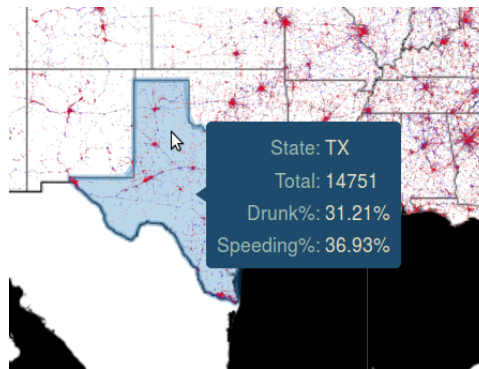 State: TX
Total: 14751
Drunk%: 31.21%
Speeding%: 36.93%